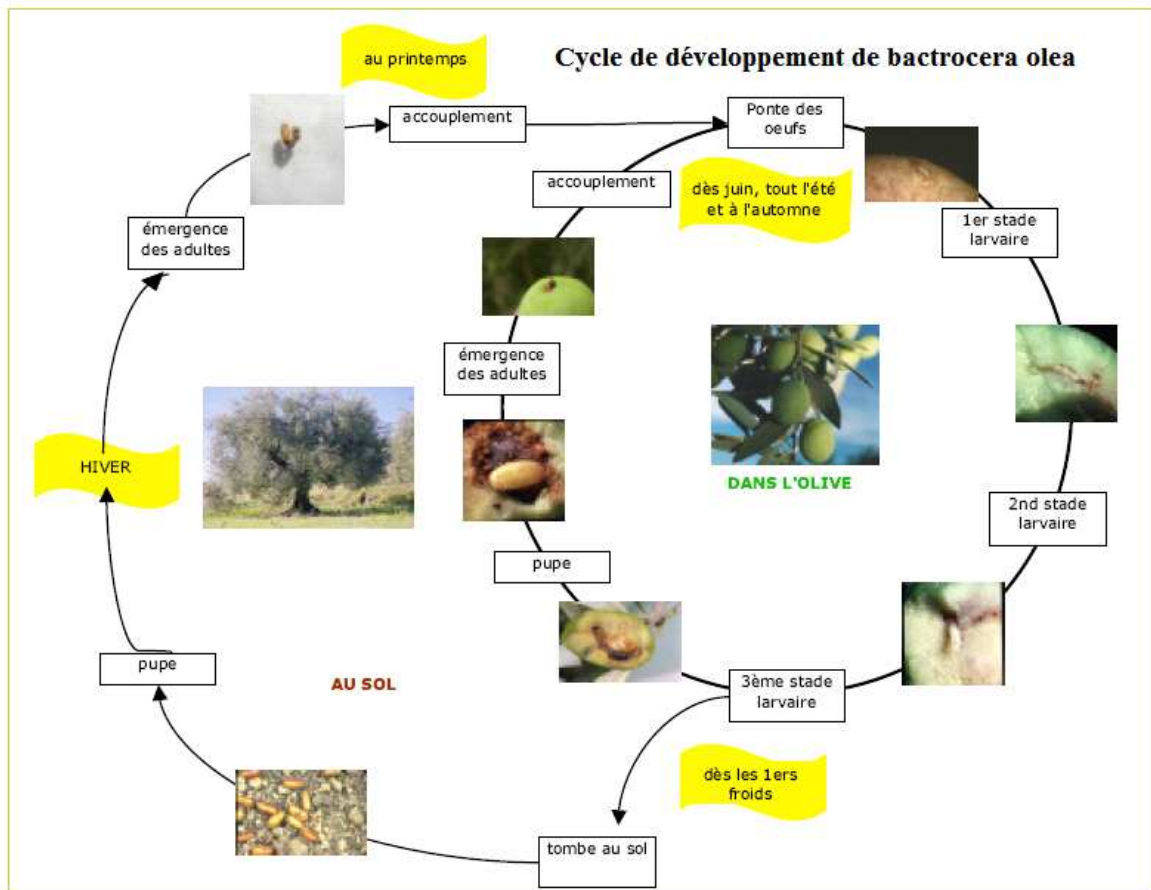 Cycle de développement de bactrocera olea
au printemps
accouplement
Ponte des
oeufs
accouplement
dès juin, tout l'été
et à l'automne
1er stade
larvaire
émergence
des adultes
émergence
des adultes
HIVER
DANS L'OLIVE
2nd stade
larvaire
pupe
pupe
AU SOL
3ème stade
larvaire
dès les 1ers
froids
tombe au sol